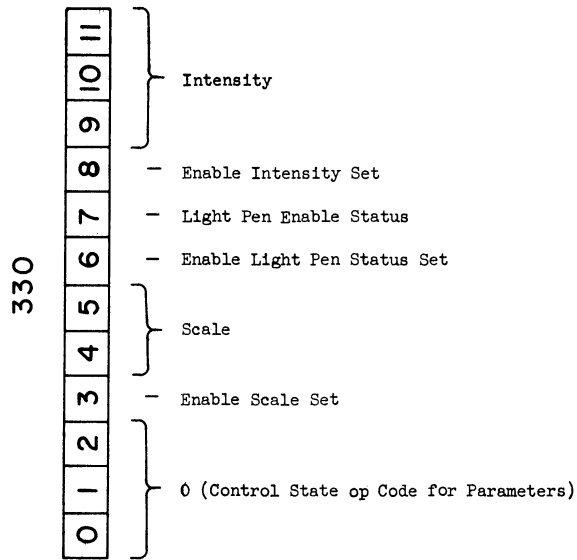 11
10
Intensity
9
8 – Enable Intensity Set
7 – Light Pen Enable Status
6 – Enable Light Pen Status Set
330
5
Scale
4
3 – Enable Scale Set
2
1
0 (Control State op Code for Parameters)
0